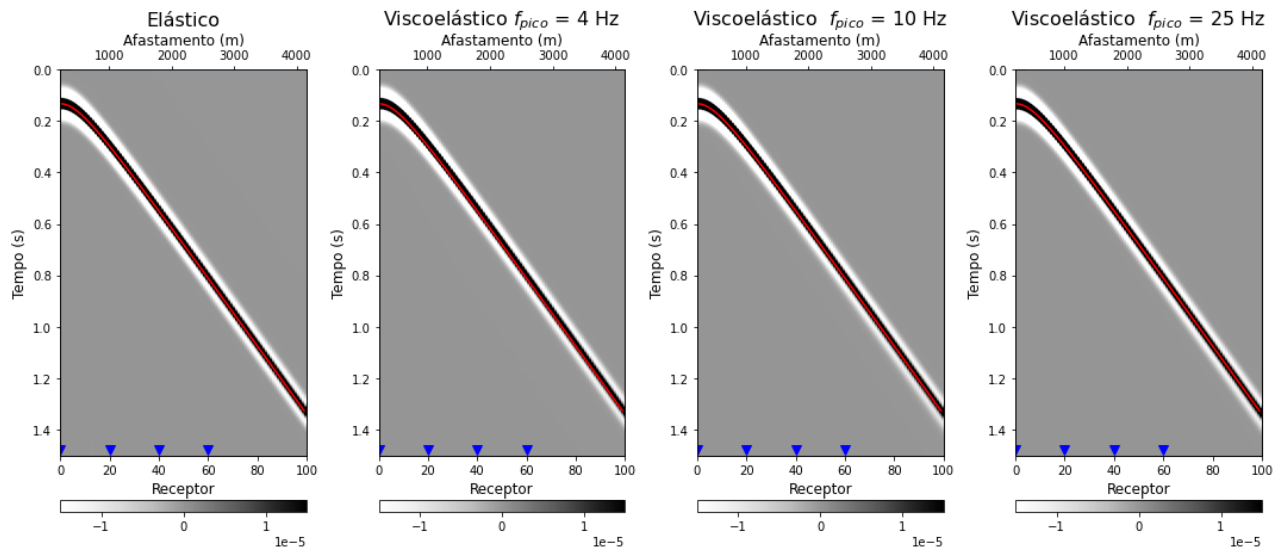 Elástico
Afastamento (m)
1000 2000 3000 4000
0.0
0.2
0.4
0.6
0.8
1.0
1.2
1.4
Tempo (s)
0 20 40 60 80 100
Receptor
−1 0 1
1e−5
Viscoelástico f_pico = 4 Hz
Afastamento (m)
1000 2000 3000 4000
0.0
0.2
0.4
0.6
0.8
1.0
1.2
1.4
Tempo (s)
0 20 40 60 80 100
Receptor
−1 0 1
1e−5
Viscoelástico f_pico = 10 Hz
Afastamento (m)
1000 2000 3000 4000
0.0
0.2
0.4
0.6
0.8
1.0
1.2
1.4
Tempo (s)
0 20 40 60 80 100
Receptor
−1 0 1
1e−5
Viscoelástico f_pico = 25 Hz
Afastamento (m)
1000 2000 3000 4000
0.0
0.2
0.4
0.6
0.8
1.0
1.2
1.4
Tempo (s)
0 20 40 60 80 100
Receptor
−1 0 1
1e−5